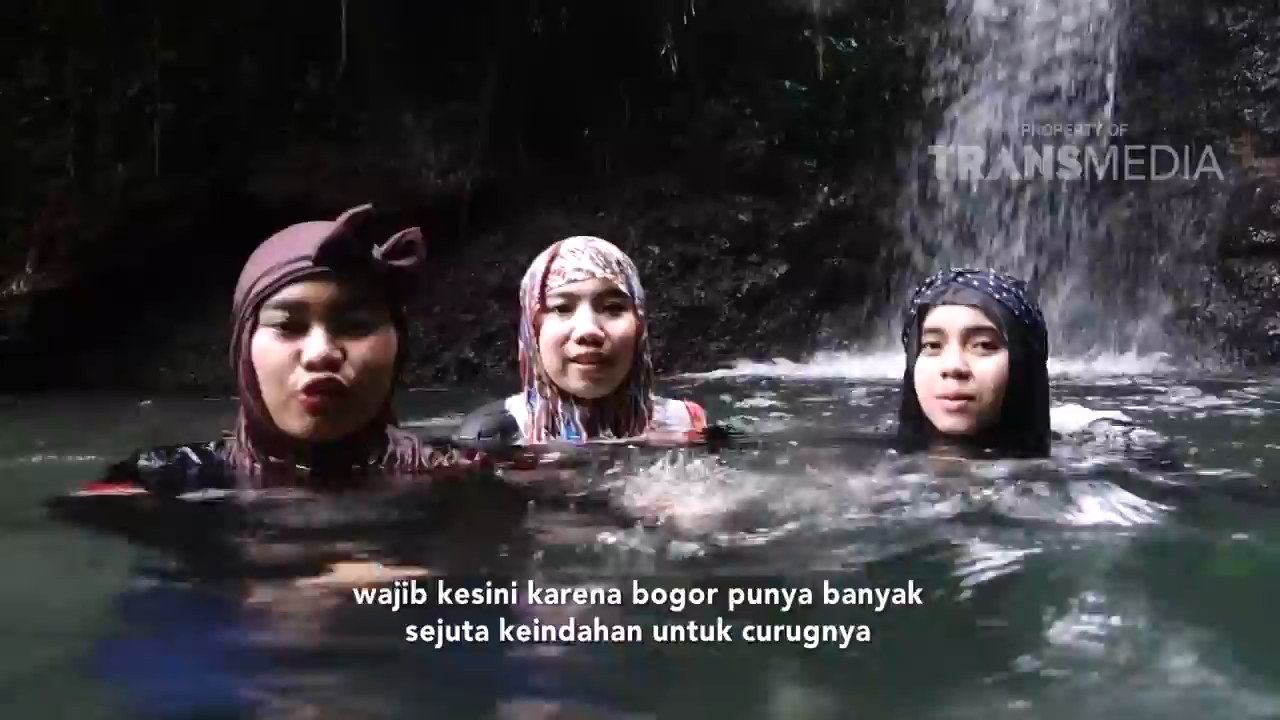 PROPERTY OF
TRANSMEDIA
wajib kesini karena bogor punya banyak
sejuta keindahan untuk curugnya